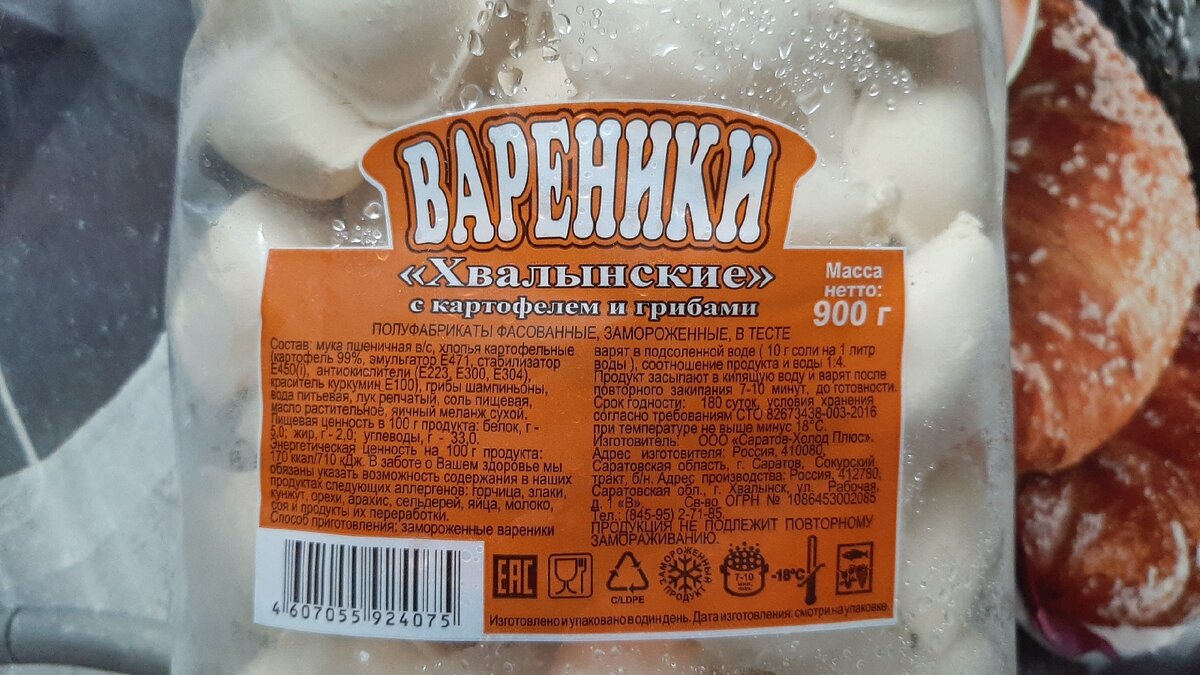 ВАРЕНИКИ
«Хвалынские»
с картофелем и грибами
Масса
нетто:
900 г
ПОЛУФАБРИКАТЫ ФАСОВАННЫЕ, ЗАМОРОЖЕННЫЕ, В ТЕСТЕ
Состав: мука пшеничная в/с, хлопья картофельные
(картофель 99%, эмульгатор Е471, стабилизатор
Е450(i), антиокислители (Е223, Е300, Е304),
краситель куркумин Е100), грибы шампиньоны,
вода питьевая, лук репчатый, соль пищевая,
масло растительное, яичный меланж сухой.
Пищевая ценность в 100 г продукта: белок, г -
5,0; жир, г - 2,0; углеводы, г - 33,0.
Энергетическая ценность на 100 г продукта:
170 ккал/710 кДж. В заботе о Вашем здоровье мы
обязаны указать возможность содержания в наших
продуктах следующих аллергенов: горчица, злаки,
кунжут, орехи, арахис, сельдерей, яйца, молоко,
соя и продукты их переработки.
Способ приготовления: замороженные вареники
варят в подсоленной воде ( 10 г соли на 1 литр
воды ), соотношение продукта и воды 1:4.
Продукт засыпают в кипящую воду и варят после
повторного закипания 7-10 минут, до готовности.
Срок годности: 180 суток, условия хранения
согласно требованиям СТО 82673438-003-2016
при температуре не выше минус 18°С.
Изготовитель: ООО «Саратов-Холод Плюс».
Адрес изготовителя: Россия, 410080,
Саратовская область, г. Саратов, Сокурский
тракт, б/н. Адрес производства: Россия, 412780,
Саратовская обл., г. Хвалынск, ул. Рабочая,
д. 1 «В». Св-во ОГРН № 1086453002085
Тел.: (845-95) 2-71-85.
ПРОДУКЦИЯ НЕ ПОДЛЕЖИТ ПОВТОРНОМУ
ЗАМОРАЖИВАНИЮ.
4 607055 924075
ЕАС
C/LDPE
ЗАМОРОЖЕННЫЙ
ПРОДУКТ
7-10
мин.
-18°С
Изготовлено и упаковано в один день. Дата изготовления: смотри на упаковке.